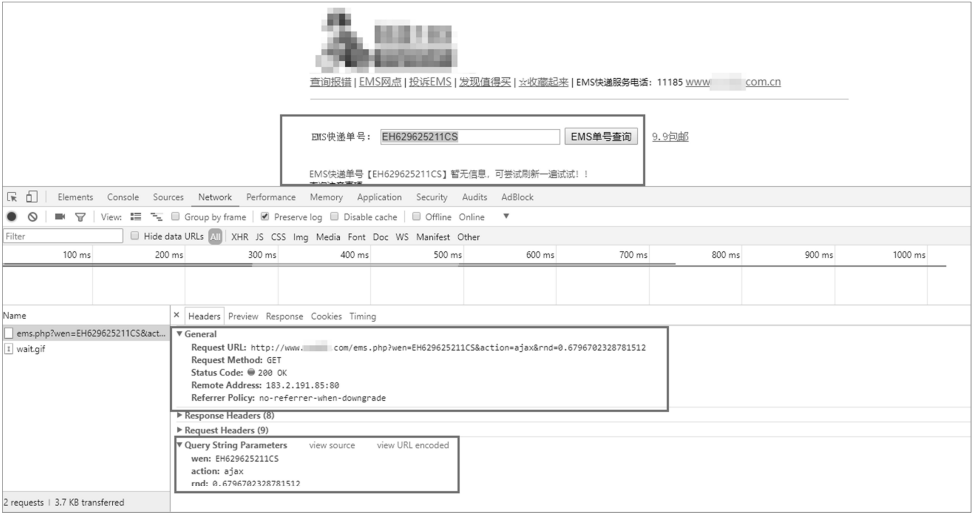 查询报错 | EMS网点 | 投诉EMS | 发现值得买 | ☆收藏起来 | EMS快递服务电话：11185 www com.cn
EMS快递单号： EH629625211CS EMS单号查询 9.9包邮
EMS快递单号【EH629625211CS】暂无信息，可尝试刷新一遍试试！！
Elements Console Sources Network Performance Memory Application Security Audits AdBlock
View: Group by frame Preserve log Disable cache Offline Online
Filter Hide data URLs All XHR JS CSS Img Media Font Doc WS Manifest Other
100 ms 200 ms 300 ms 400 ms 500 ms 600 ms 700 ms 800 ms 900 ms 1000 ms
Name × Headers Preview Response Cookies Timing
ems.php?wen=EH629625211CS&act...
wait.gif
General
Request URL: http://www. com/ems.php?wen=EH629625211CS&action=ajax&rnd=0.6796702328781512
Request Method: GET
Status Code: 200 OK
Remote Address: 183.2.191.85:80
Referrer Policy: no-referrer-when-downgrade
Response Headers (8)
Request Headers (9)
Query String Parameters view source view URL encoded
wen: EH629625211CS
action: ajax
rnd: 0.6796702328781512
2 requests | 3.7 KB transferred